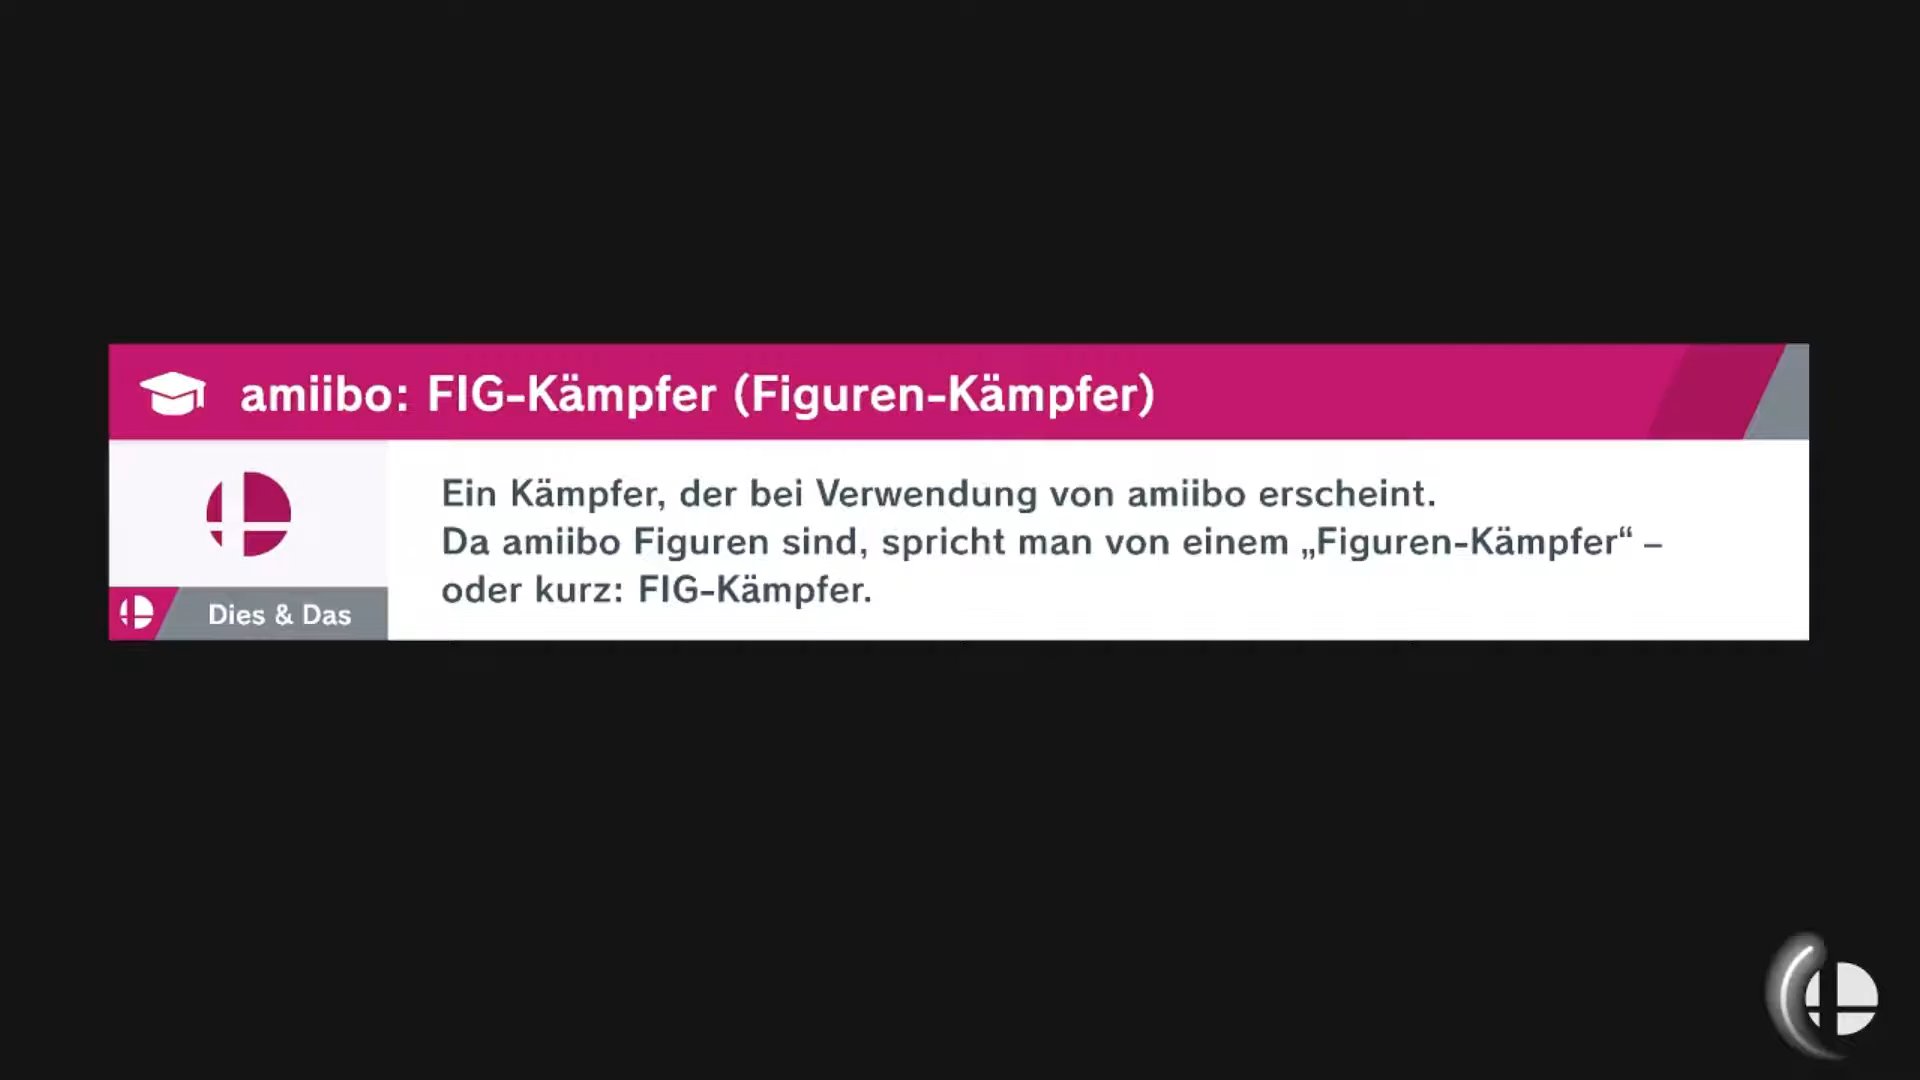 amiibo: FIG-Kämpfer (Figuren-Kämpfer)
Ein Kämpfer, der bei Verwendung von amiibo erscheint.
Da amiibo Figuren sind, spricht man von einem „Figuren-Kämpfer“ –
oder kurz: FIG-Kämpfer.
Dies & Das